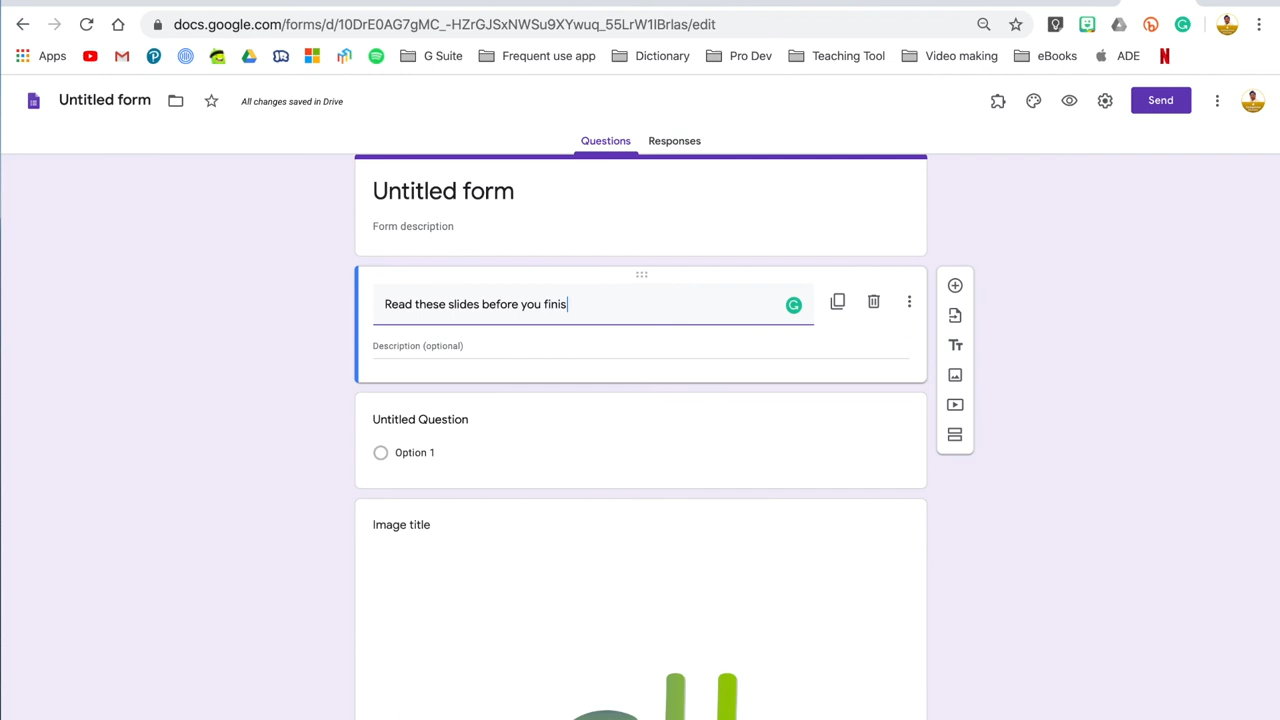 docs.google.com/forms/d/10DrE0AG7gMC_-HZrGJSxNWSu9XYwuq_55LrW1lBrlas/edit
Apps
G Suite
Frequent use app
Dictionary
Pro Dev
Teaching Tool
Video making
eBooks
ADE
Untitled form
All changes saved in Drive
Send
Questions
Responses
Untitled form
Form description
Read these slides before you finis
Description (optional)
Untitled Question
Option 1
Image title